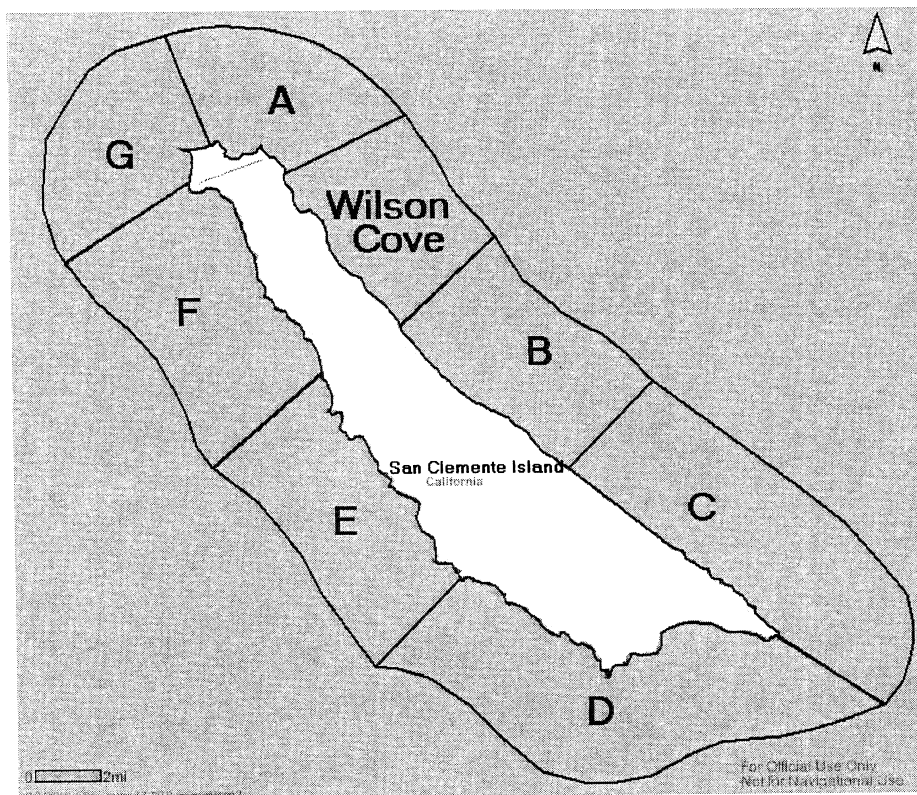 N
A
G
Wilson
Cove
F
B
San Clemente Island
California
C
E
D
0 2mi
For Official Use Only
Not for Navigational Use